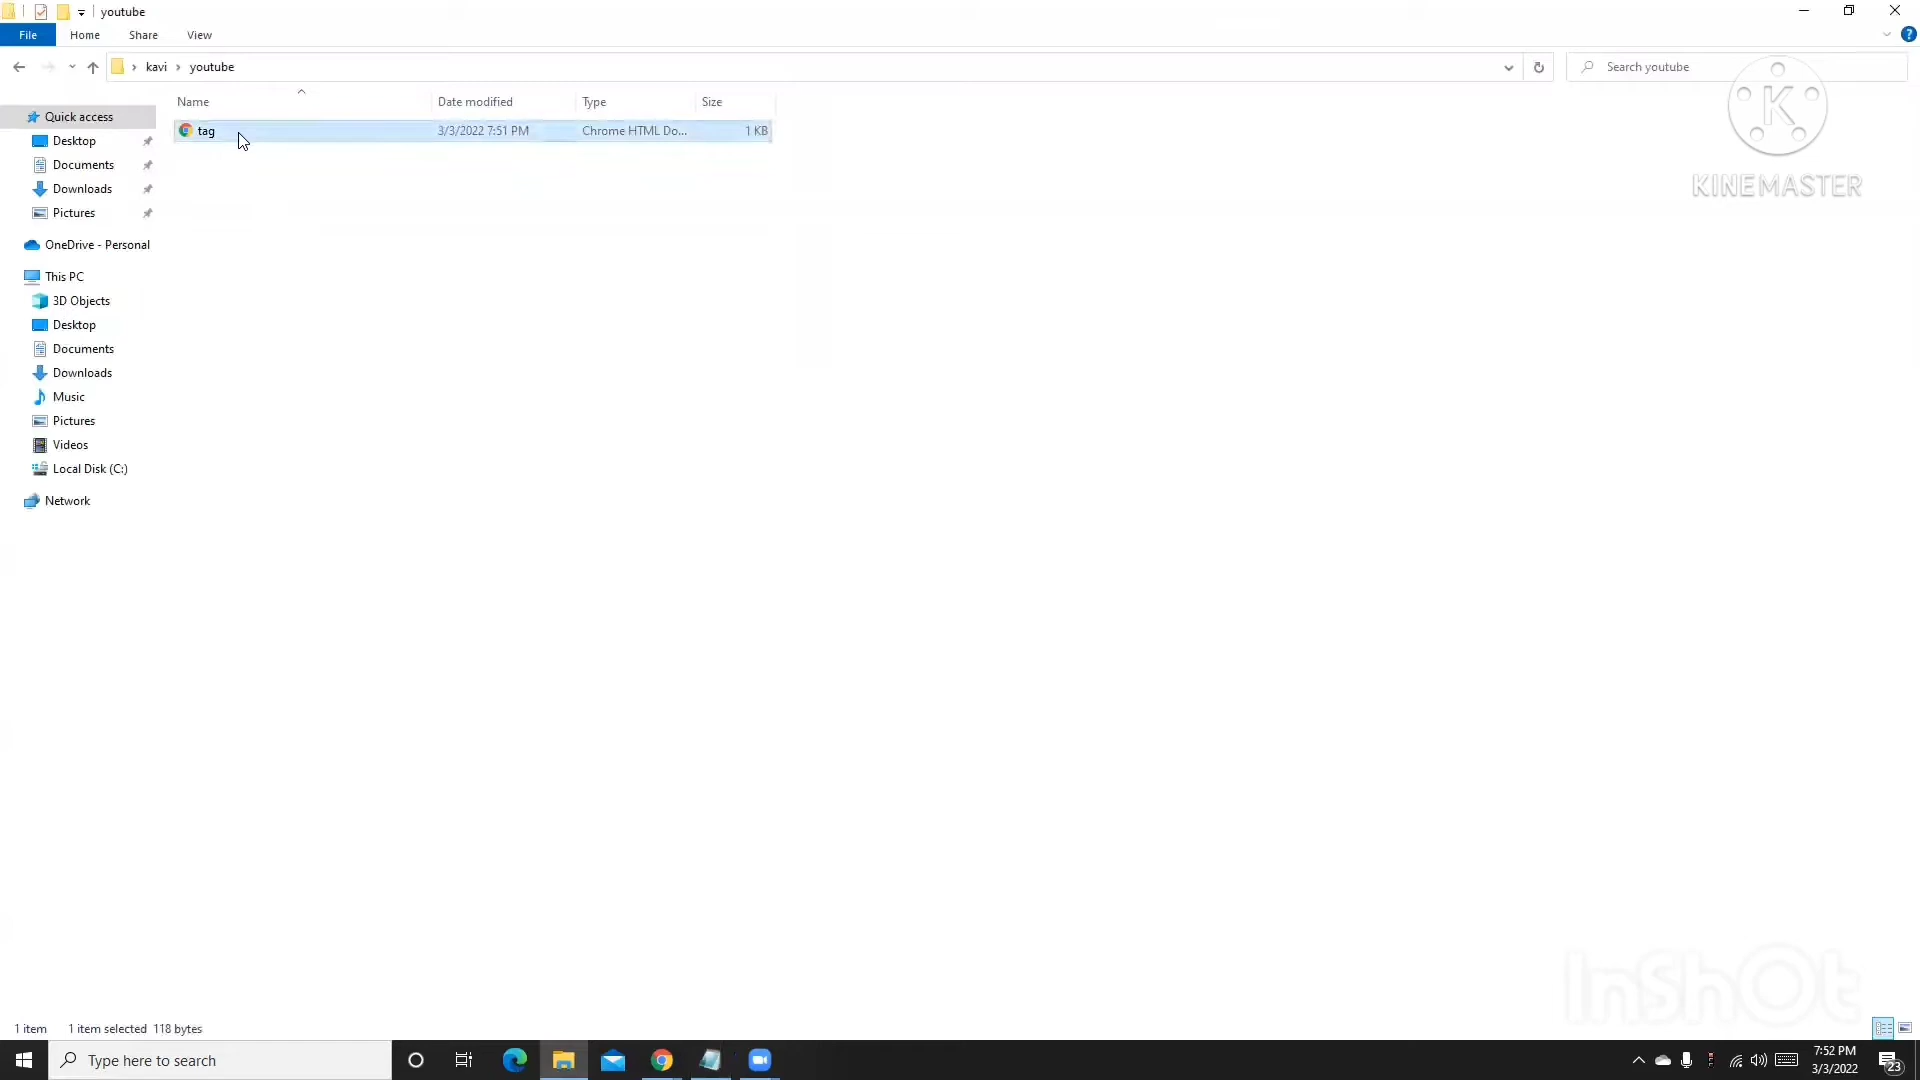 youtube
File Home Share View
kavi youtube
Search youtube
Name Date modified Type Size
tag 3/3/2022 7:51 PM Chrome HTML Do... 1 KB
Quick access
Desktop
Documents
Downloads
Pictures
OneDrive - Personal
This PC
3D Objects
Desktop
Documents
Downloads
Music
Pictures
Videos
Local Disk (C:)
Network
K
KINEMASTER
InShOt
1 item 1 item selected 118 bytes
Type here to search
7:52 PM
3/3/2022
23